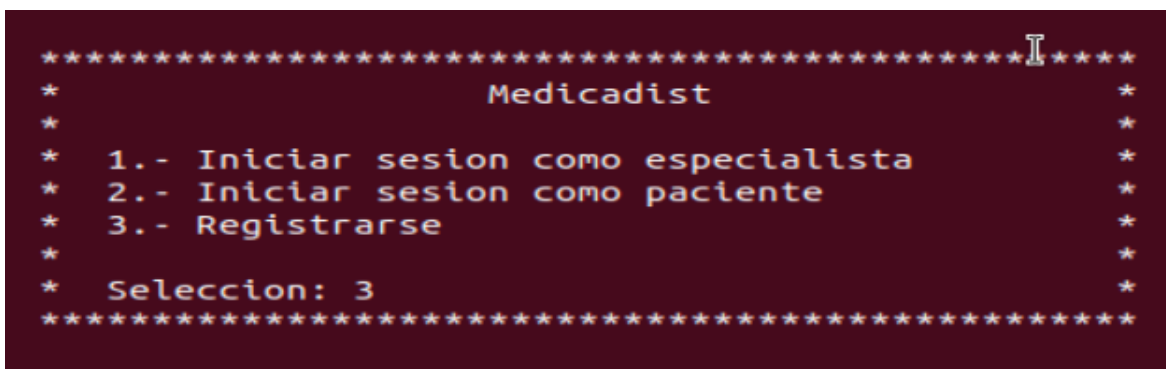 *************************************************
* Medicadist *
* *
* 1.- Iniciar sesion como especialista *
* 2.- Iniciar sesion como paciente *
* 3.- Registrarse *
* *
* Seleccion: 3 *
*************************************************